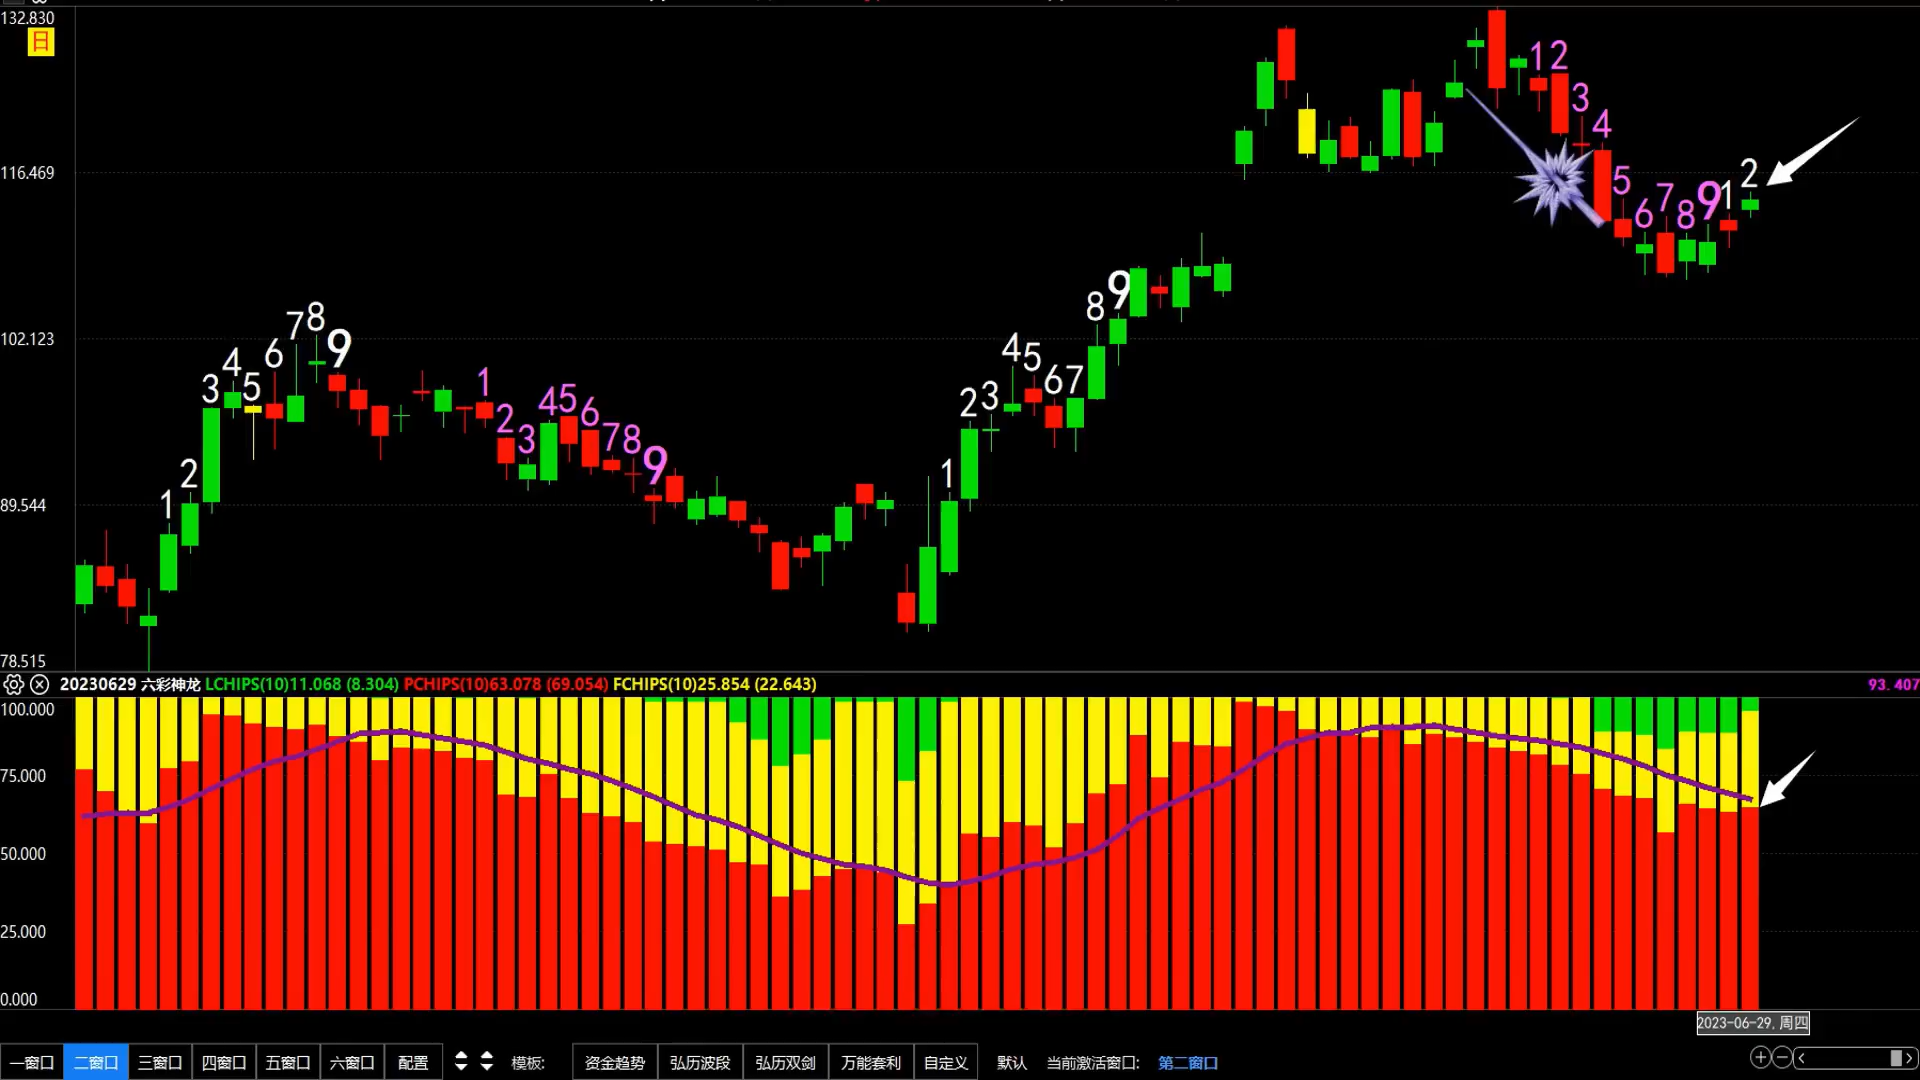 132.830
日
116.469
102.123
89.544
78.515
1 2
3 4 5 6 7 8 9
1 2 3 4 5 6 7 8 9
1 2 3 4 5 6 7 8 9
1 2 3 4 5 6 7 8 9 1 2
20230629 六彩神龙 LCHIPS(10)11.068 (8.304) PCHIPS(10)63.078 (69.054) FCHIPS(10)25.854 (22.643)
93.407
100.000
75.000
50.000
25.000
0.000
2023-06-29,周四
一窗口 二窗口 三窗口 四窗口 五窗口 六窗口 配置 模板: 资金趋势 弘历波段 弘历双剑 万能套利 自定义 默认 当前激活窗口: 第二窗口